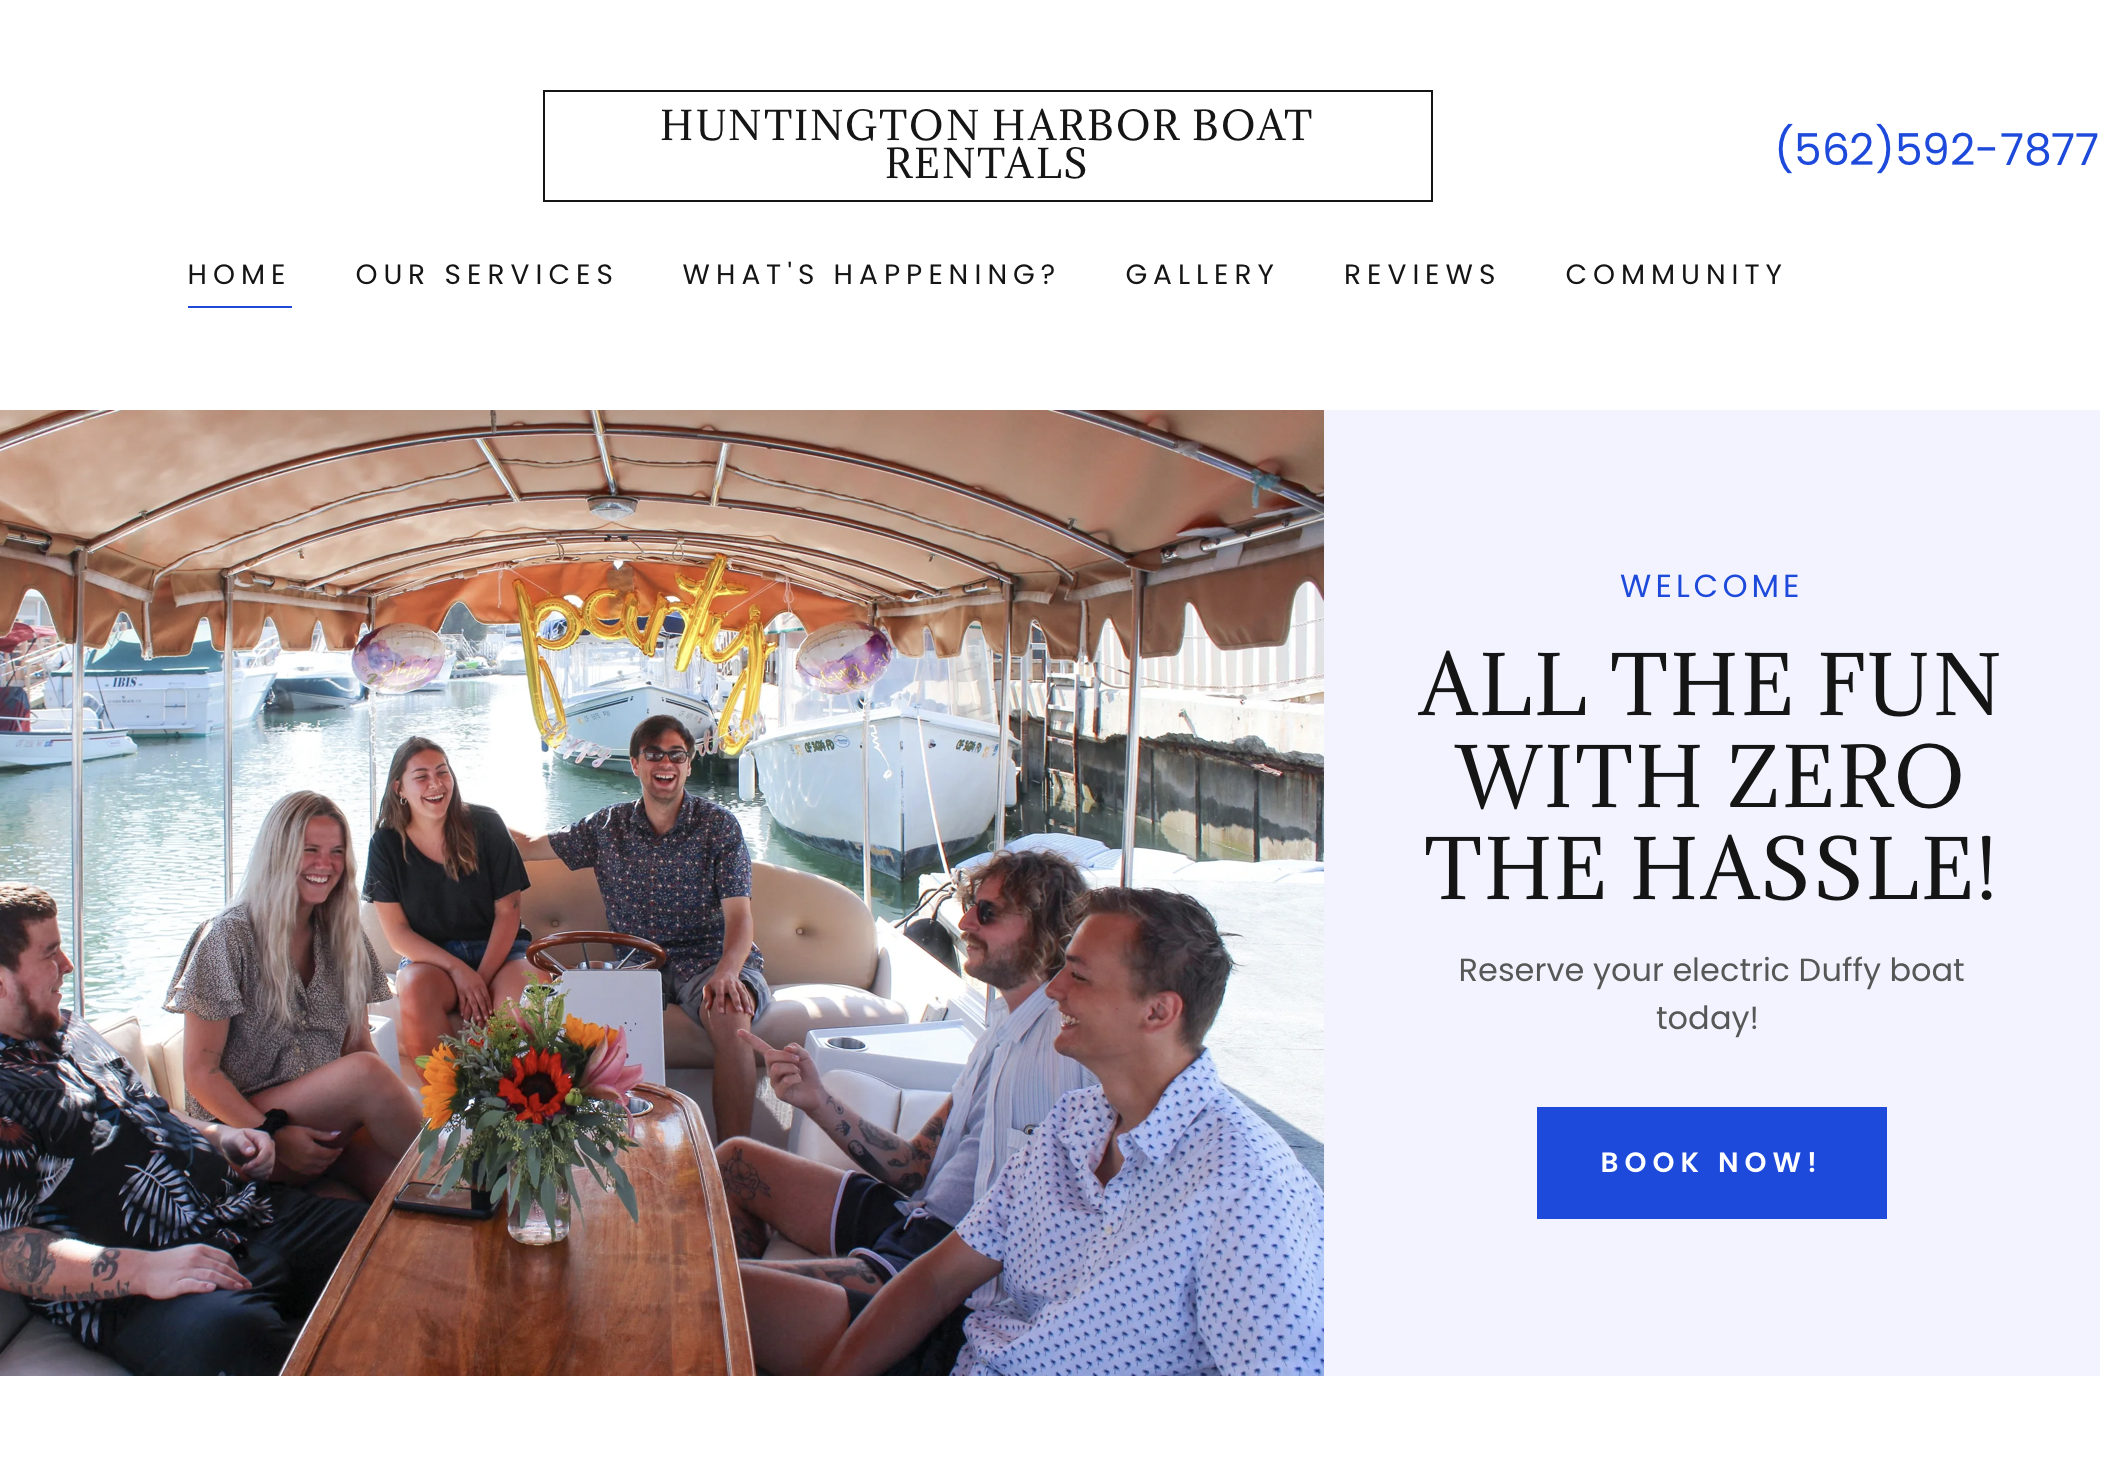 HUNTINGTON HARBOR BOAT
RENTALS
(562)592-7877
HOME OUR SERVICES WHAT'S HAPPENING? GALLERY REVIEWS COMMUNITY
party
IBIS
WELCOME
ALL THE FUN
WITH ZERO
THE HASSLE!
Reserve your electric Duffy boat
today!
BOOK NOW!